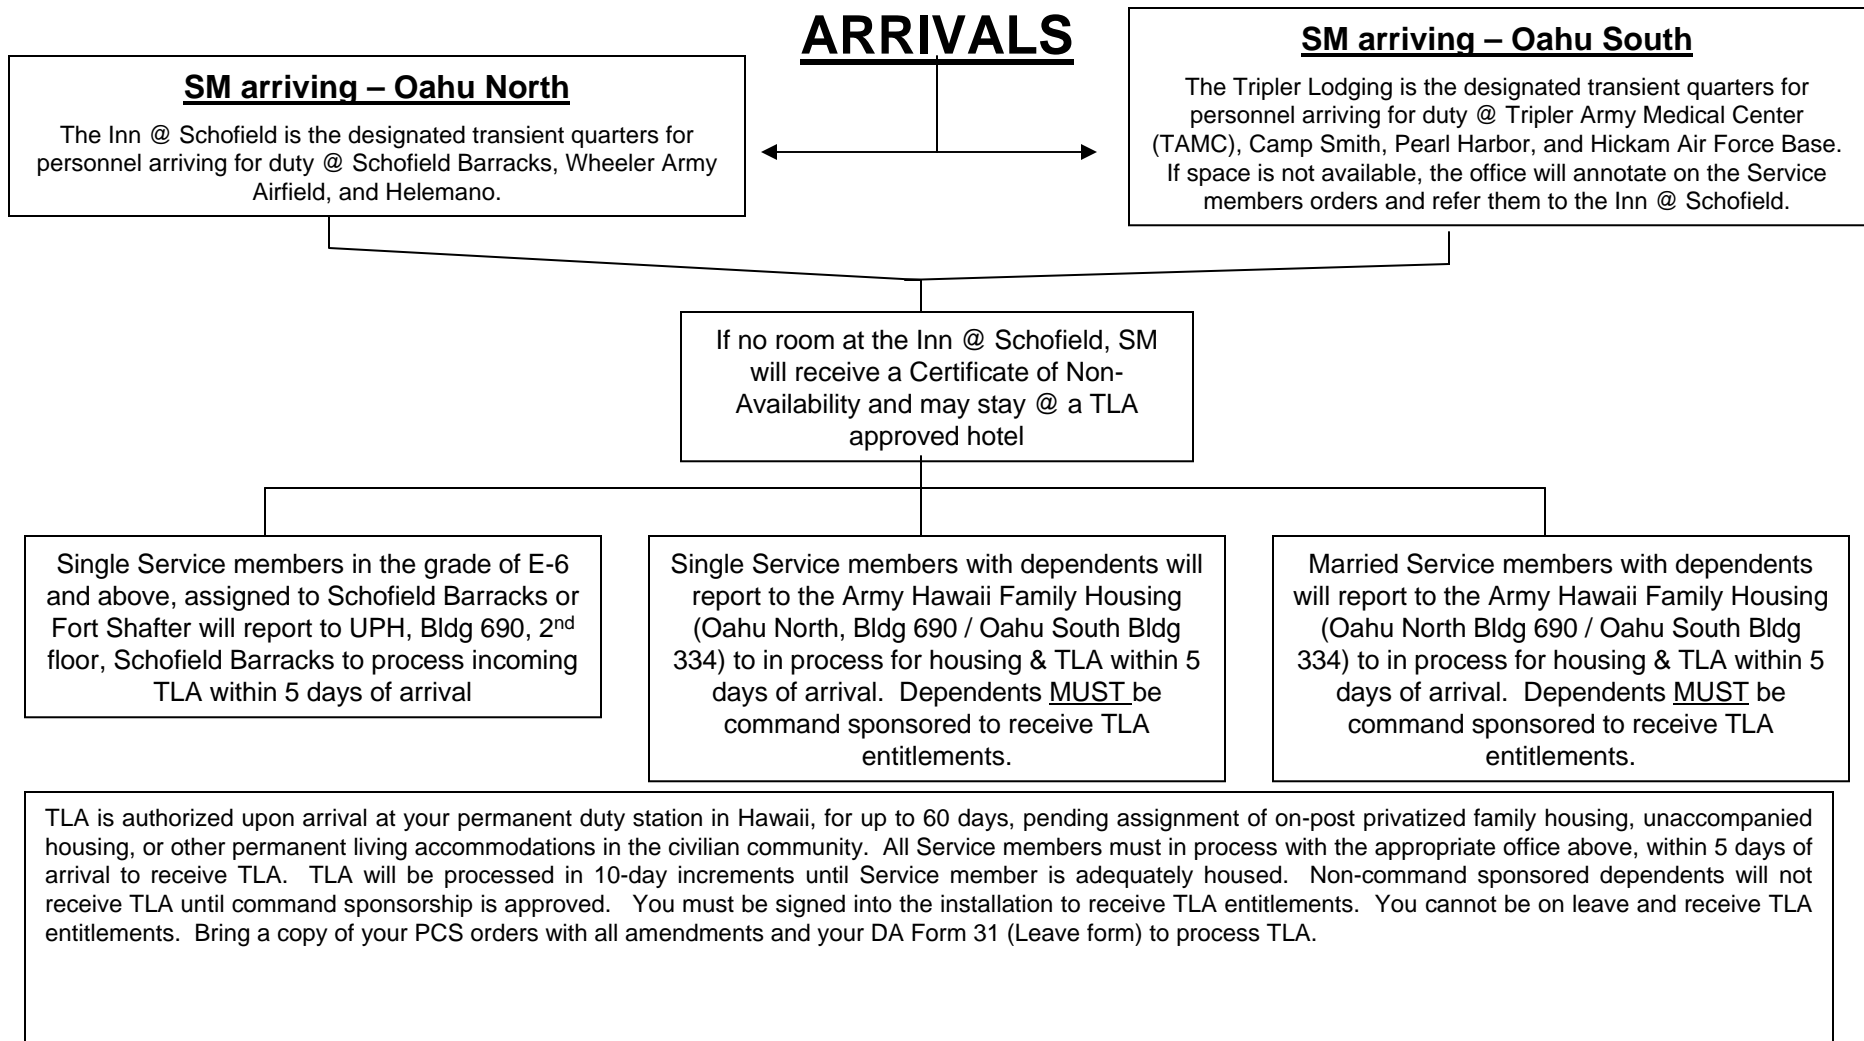 ARRIVALS
SM arriving – Oahu North
The Inn @ Schofield is the designated transient quarters for
personnel arriving for duty @ Schofield Barracks, Wheeler Army
Airfield, and Helemano.
SM arriving – Oahu South
The Tripler Lodging is the designated transient quarters for
personnel arriving for duty @ Tripler Army Medical Center
(TAMC), Camp Smith, Pearl Harbor, and Hickam Air Force Base.
If space is not available, the office will annotate on the Service
members orders and refer them to the Inn @ Schofield.
If no room at the Inn @ Schofield, SM
will receive a Certificate of Non-
Availability and may stay @ a TLA
approved hotel
Single Service members in the grade of E-6
and above, assigned to Schofield Barracks or
Fort Shafter will report to UPH, Bldg 690, 2nd
floor, Schofield Barracks to process incoming
TLA within 5 days of arrival
Single Service members with dependents will
report to the Army Hawaii Family Housing
(Oahu North, Bldg 690 / Oahu South Bldg
334) to in process for housing & TLA within 5
days of arrival.  Dependents MUST be
command sponsored to receive TLA
entitlements.
Married Service members with dependents
will report to the Army Hawaii Family Housing
(Oahu North Bldg 690 / Oahu South Bldg
334) to in process for housing & TLA within 5
days of arrival.  Dependents MUST be
command sponsored to receive TLA
entitlements.
TLA is authorized upon arrival at your permanent duty station in Hawaii, for up to 60 days, pending assignment of on-post privatized family housing, unaccompanied
housing, or other permanent living accommodations in the civilian community.  All Service members must in process with the appropriate office above, within 5 days of
arrival to receive TLA.  TLA will be processed in 10-day increments until Service member is adequately housed.  Non-command sponsored dependents will not
receive TLA until command sponsorship is approved.   You must be signed into the installation to receive TLA entitlements.  You cannot be on leave and receive TLA
entitlements.  Bring a copy of your PCS orders with all amendments and your DA Form 31 (Leave form) to process TLA.